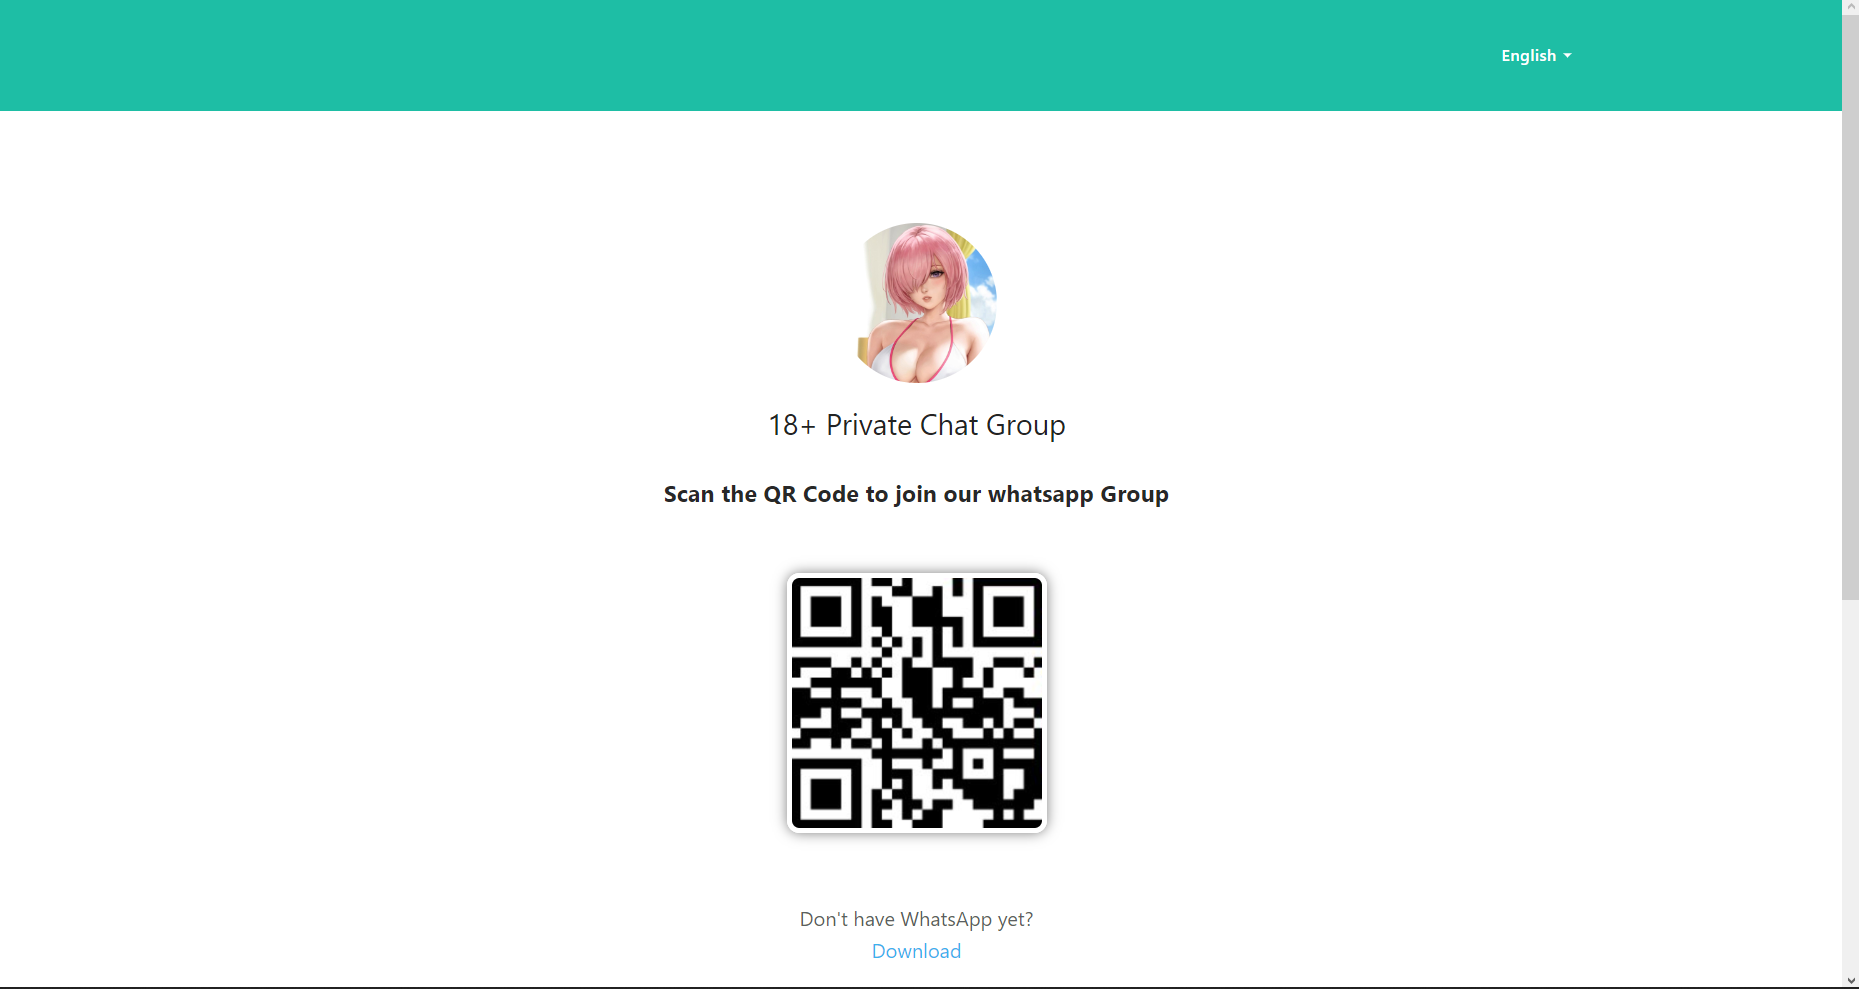 English
18+ Private Chat Group
Scan the QR Code to join our whatsapp Group
Don't have WhatsApp yet?
Download